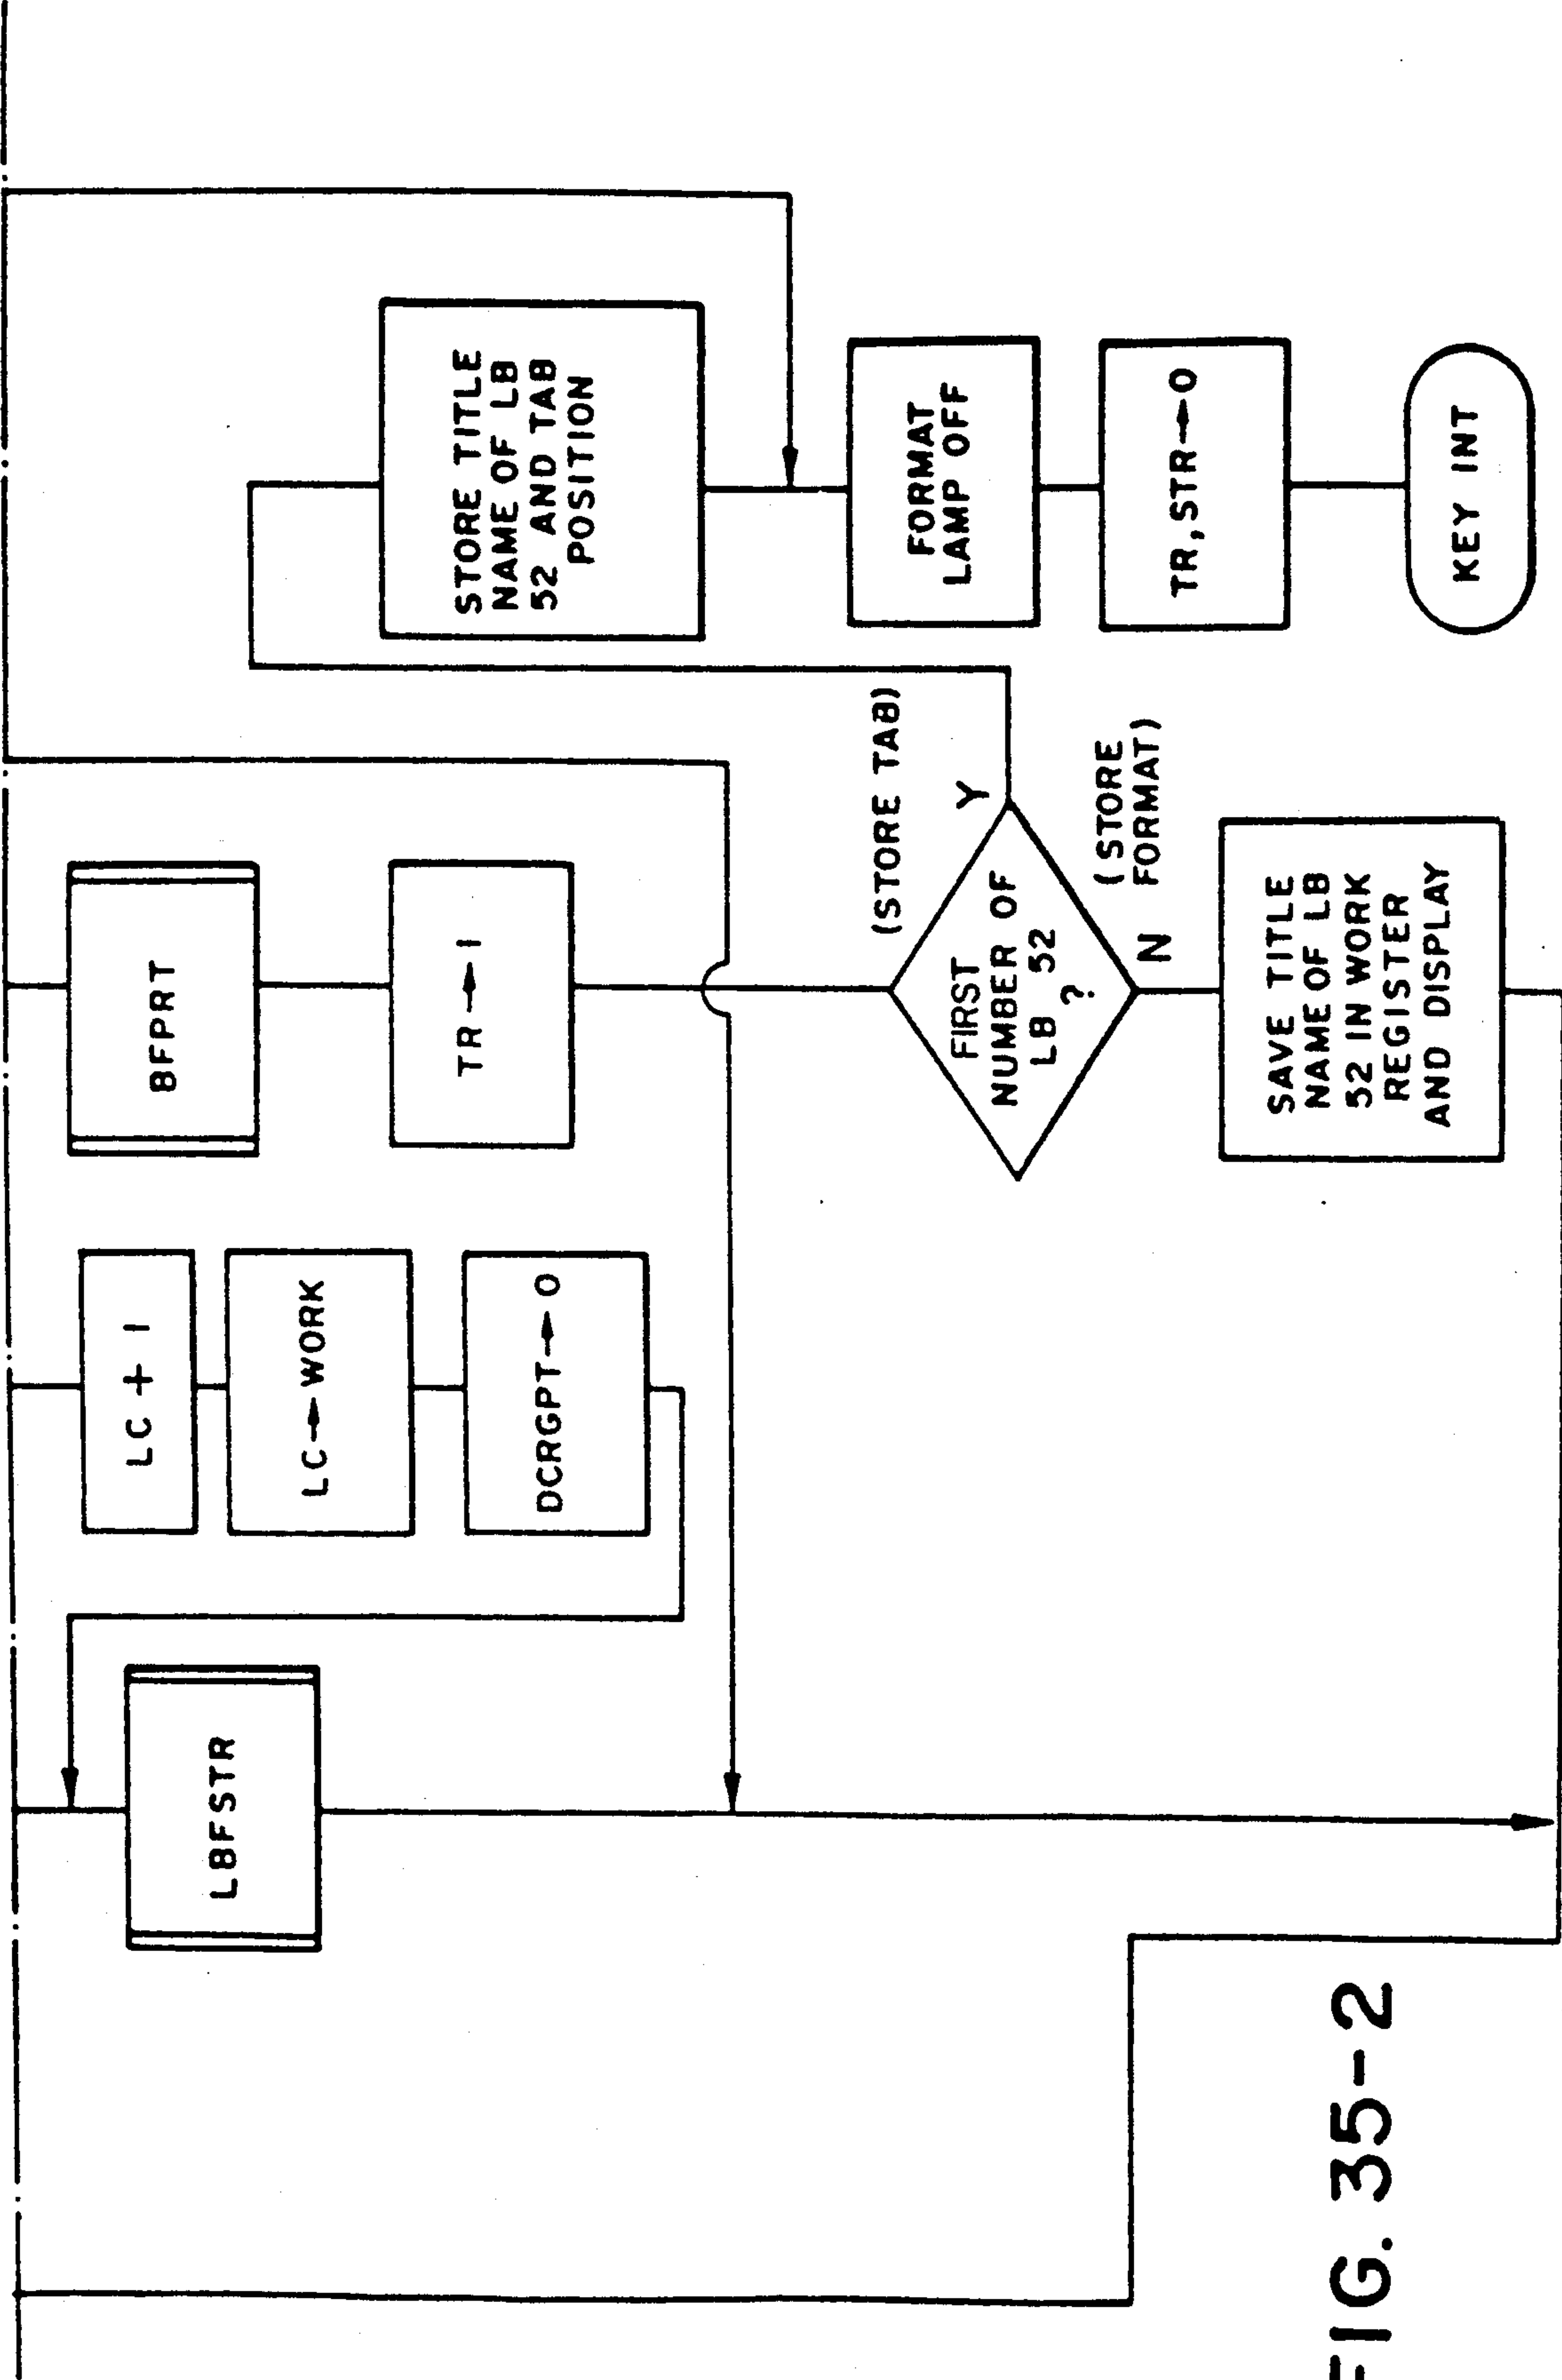 LBFSTR
LC + 1
LC→WORK
DCRGPT→0
BFPRT
TR→1
FIRST
NUMBER OF
LB 52
?
(STORE TAB)
Y
N
(STORE
FORMAT)
SAVE TITLE
NAME OF LB
52 IN WORK
REGISTER
AND DISPLAY
STORE TITLE
NAME OF LB
52 AND TAB
POSITION
FORMAT
LAMP OFF
TR,STR→0
KEY INT
FIG. 35-2